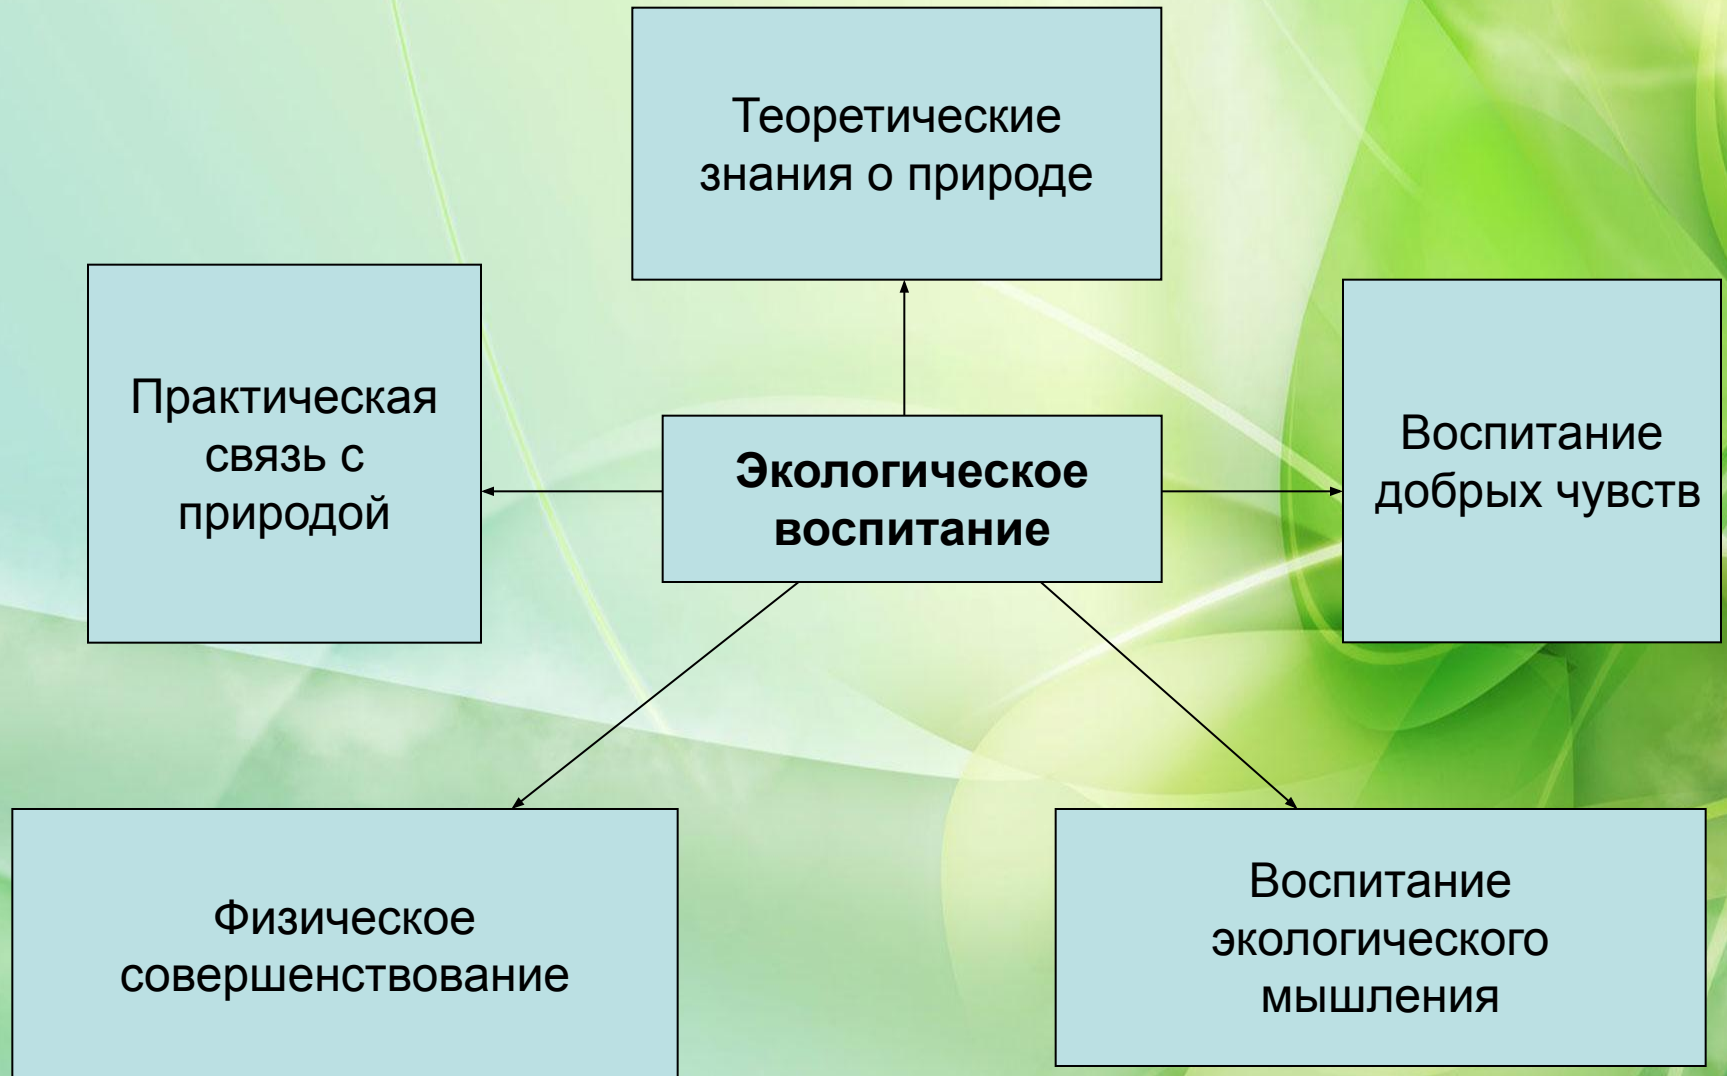 Теоретические
знания о природе
Практическая
связь с
природой
Экологическое
воспитание
Воспитание
добрых чувств
Физическое
совершенствование
Воспитание
экологического
мышления